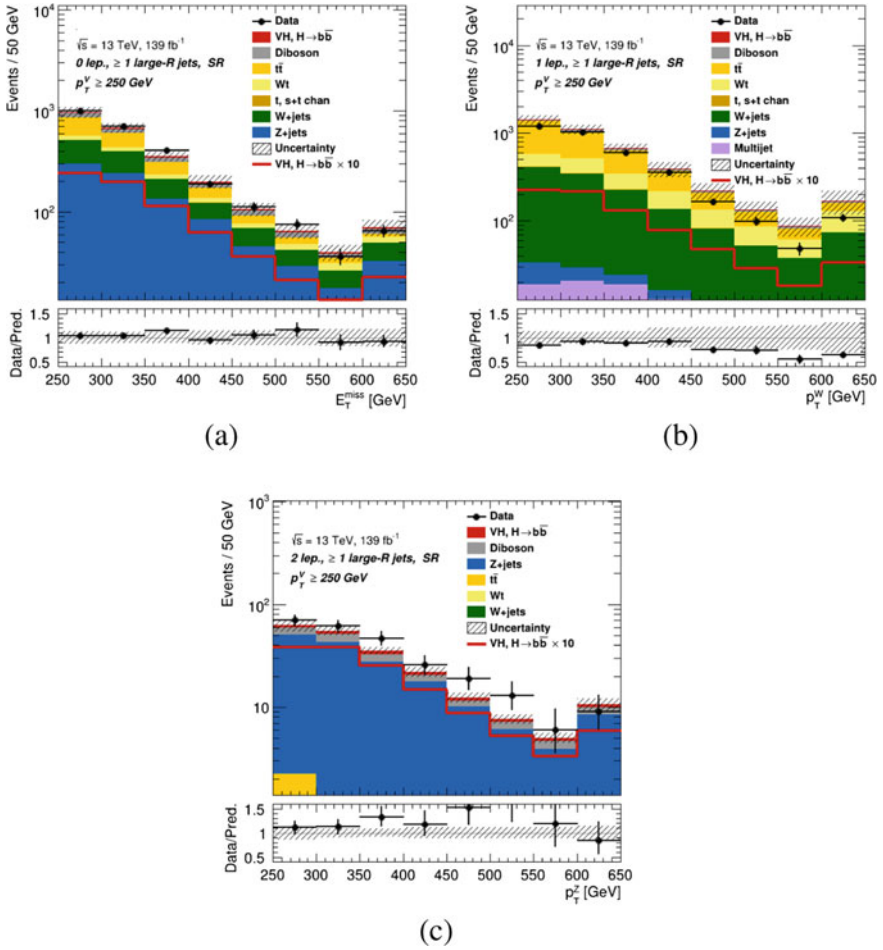 Events / 50 GeV
10³
10²
√s = 13 TeV, 139 fb⁻¹
0 lep., ≥ 1 large-R jets, SR
p_T^V ≥ 250 GeV
Data
VH, H→bb̅
Diboson
tt̅
Wt
t, s+t chan
W+jets
Z+jets
Uncertainty
VH, H→bb̅ × 10
Data/Pred.
1.5
1
0.5
250 300 350 400 450 500 550 600 650
E_T^miss [GeV]
(a)
Events / 50 GeV
10³
10²
√s = 13 TeV, 139 fb⁻¹
1 lep., ≥ 1 large-R jets, SR
p_T^V ≥ 250 GeV
Data
VH, H→bb̅
Diboson
tt̅
Wt
t, s+t chan
W+jets
Z+jets
Multijet
Uncertainty
VH, H→bb̅ × 10
Data/Pred.
1.5
1
0.5
250 300 350 400 450 500 550 600 650
p_T^W [GeV]
(b)
Events / 50 GeV
10³
10²
10
√s = 13 TeV, 139 fb⁻¹
2 lep., ≥ 1 large-R jets, SR
p_T^V ≥ 250 GeV
Data
VH, H→bb̅
Diboson
Z+jets
tt̅
Wt
W+jets
Uncertainty
VH, H→bb̅ × 10
Data/Pred.
1.5
1
0.5
250 300 350 400 450 500 550 600 650
p_T^Z [GeV]
(c)